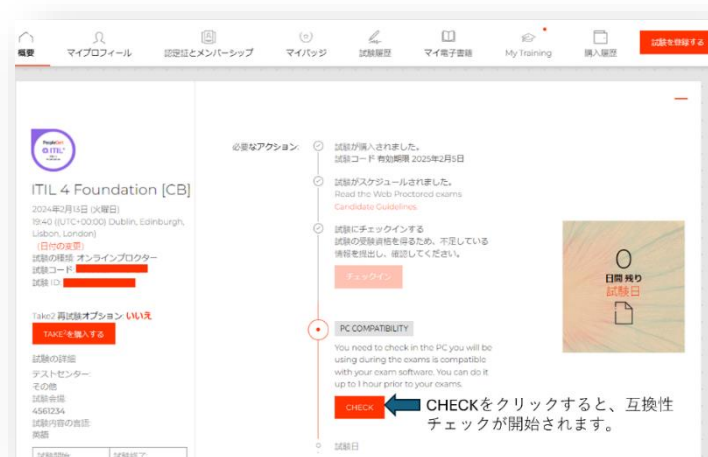 概要
マイプロフィール
認定証とメンバーシップ
マイバッジ
試験履歴
マイ電子書籍
My Training
購入履歴
試験を登録する
PeopleCert
ITIL
ITIL 4 Foundation [CB]
2024年2月13日 (火曜日)
19:40 ((UTC+00:00) Dublin, Edinburgh,
Lisbon, London)
(日付の変更)
試験の種類: オンラインプロクター
試験コード:
試験 ID:
Take2 再試験オプション: いいえ
TAKE2を購入する
試験の詳細:
テストセンター:
その他
試験会場:
4561234
試験内容の言語:
英語
試験開始:
試験終了:
必要なアクション:
試験が購入されました。
試験コード 有効期限 2025年2月5日
試験がスケジュールされました。
Read the Web Proctored exams
Candidate Guidelines
試験にチェックインする
試験の受験資格を得るため、不足している
情報を提出し、確認してください。
チェックイン
PC COMPATIBILITY
You need to check in the PC you will be
using during the exams is compatible
with your exam software. You can do it
up to 1 hour prior to your exams.
CHECK
CHECKをクリックすると、互換性
チェックが開始されます。
試験日
0
日間 残り
試験日